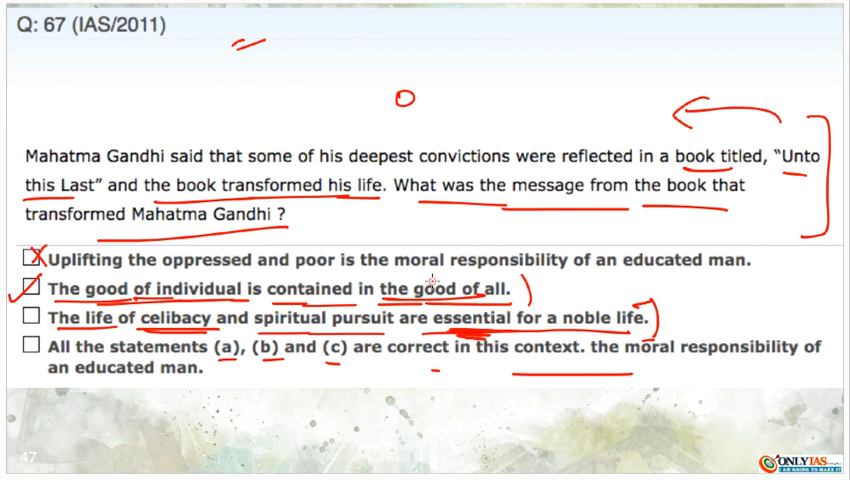 Q: 67 (IAS/2011)
Mahatma Gandhi said that some of his deepest convictions were reflected in a book titled, “Unto
this Last” and the book transformed his life. What was the message from the book that
transformed Mahatma Gandhi ?
Uplifting the oppressed and poor is the moral responsibility of an educated man.
The good of individual is contained in the good of all.
The life of celibacy and spiritual pursuit are essential for a noble life.
All the statements (a), (b) and (c) are correct in this context. the moral responsibility of
an educated man.
47
ONLYIAS